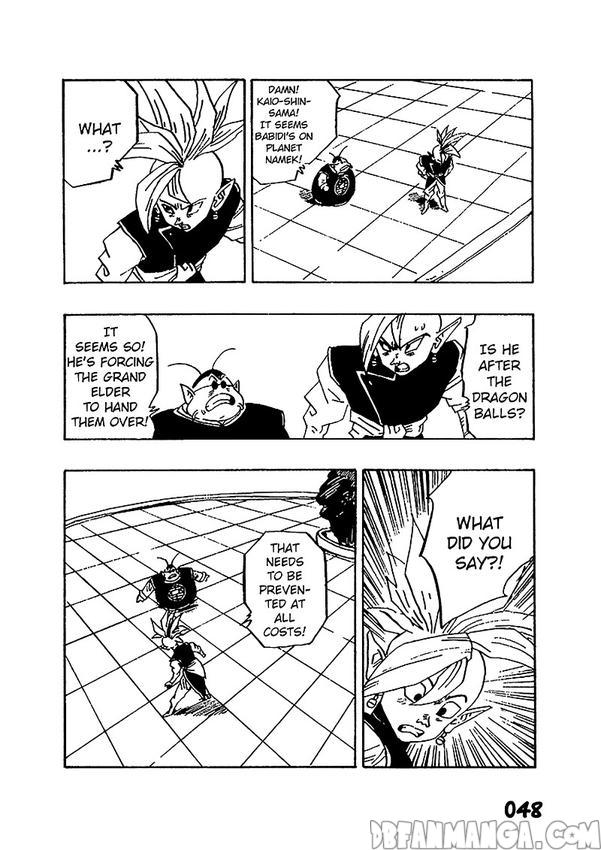 DAMN!
KAIO-SHIN-
SAMA!
IT SEEMS
BABIDI'S ON
PLANET
NAMEK!
WHAT
...?
IS HE
AFTER
THE
DRAGON
BALLS?
IT
SEEMS SO!
HE'S FORCING
THE GRAND
ELDER
TO HAND
THEM OVER!
WHAT
DID YOU
SAY?!
THAT
NEEDS
TO BE
PREVEN-
TED AT
ALL
COSTS!
048
DBFANMANGA.COM